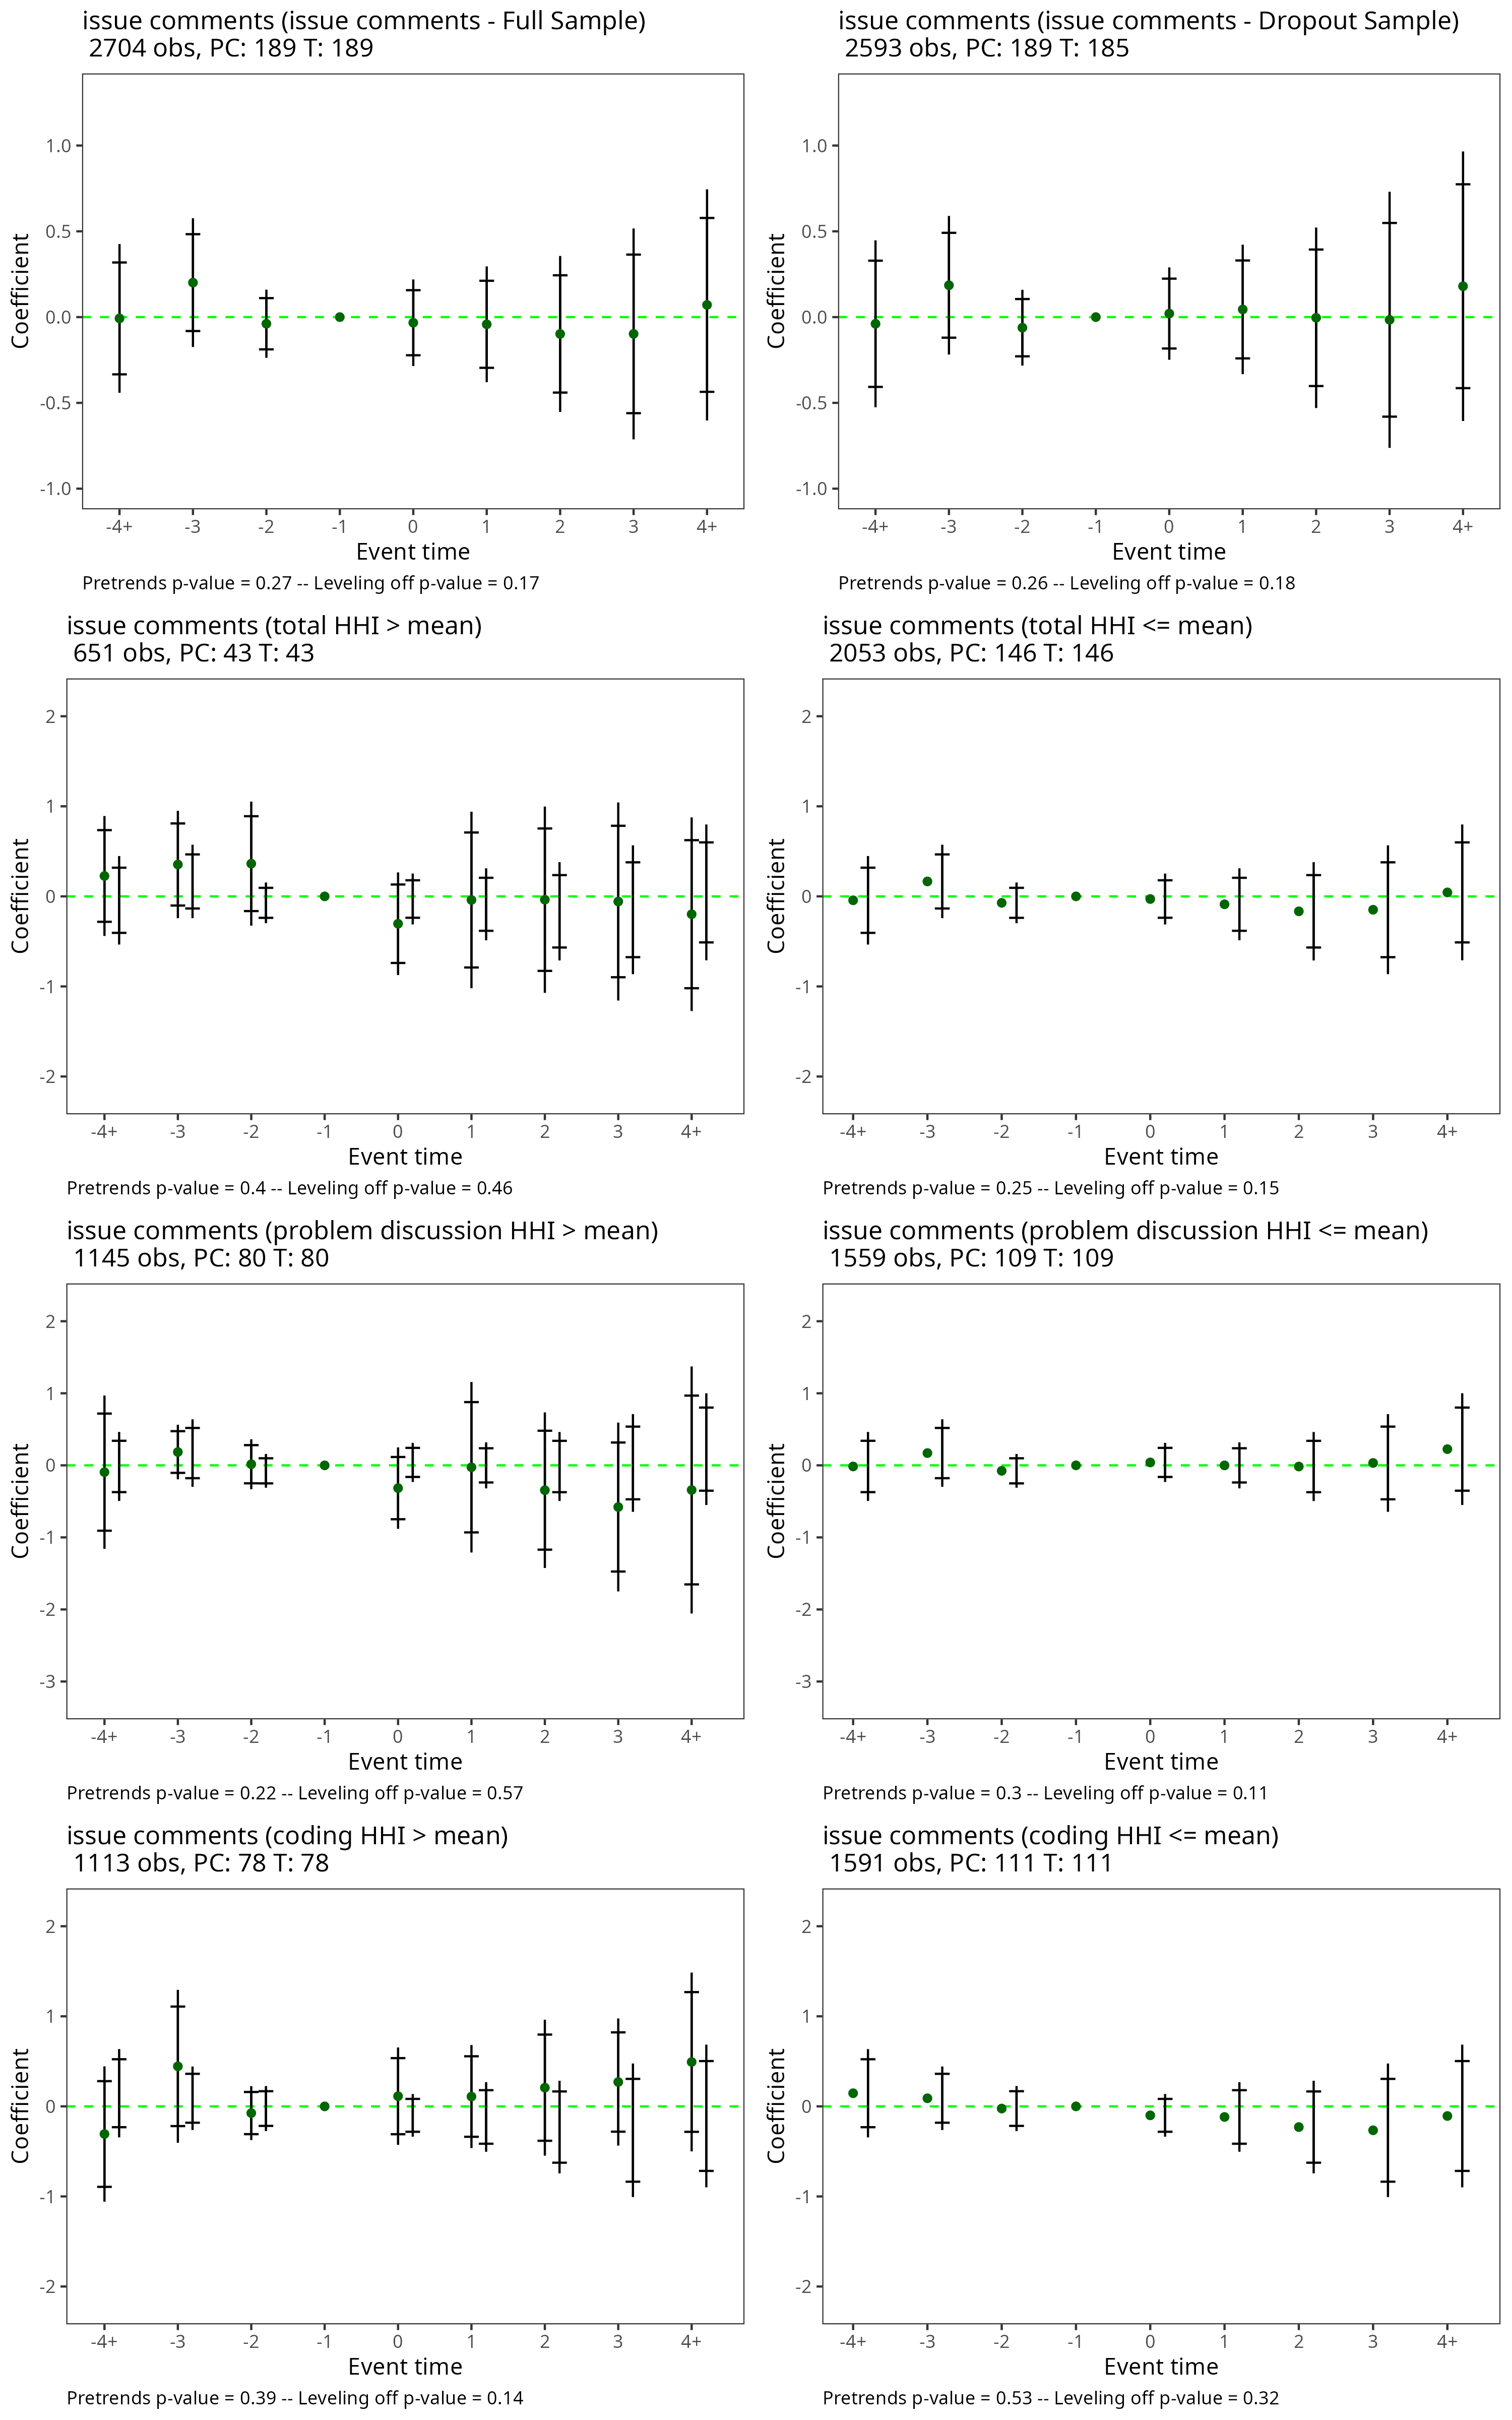 issue comments (issue comments - Full Sample)
2704 obs, PC: 189 T: 189
Coefficient
1.0
0.5
0.0
-0.5
-1.0
-4+ -3 -2 -1 0 1 2 3 4+
Event time
Pretrends p-value = 0.27 -- Leveling off p-value = 0.17
issue comments (issue comments - Dropout Sample)
2593 obs, PC: 189 T: 185
Coefficient
1.0
0.5
0.0
-0.5
-1.0
-4+ -3 -2 -1 0 1 2 3 4+
Event time
Pretrends p-value = 0.26 -- Leveling off p-value = 0.18
issue comments (total HHI > mean)
651 obs, PC: 43 T: 43
Coefficient
2
1
0
-1
-2
-4+ -3 -2 -1 0 1 2 3 4+
Event time
Pretrends p-value = 0.4 -- Leveling off p-value = 0.46
issue comments (total HHI <= mean)
2053 obs, PC: 146 T: 146
Coefficient
2
1
0
-1
-2
-4+ -3 -2 -1 0 1 2 3 4+
Event time
Pretrends p-value = 0.25 -- Leveling off p-value = 0.15
issue comments (problem discussion HHI > mean)
1145 obs, PC: 80 T: 80
Coefficient
2
1
0
-1
-2
-3
-4+ -3 -2 -1 0 1 2 3 4+
Event time
Pretrends p-value = 0.22 -- Leveling off p-value = 0.57
issue comments (problem discussion HHI <= mean)
1559 obs, PC: 109 T: 109
Coefficient
2
1
0
-1
-2
-3
-4+ -3 -2 -1 0 1 2 3 4+
Event time
Pretrends p-value = 0.3 -- Leveling off p-value = 0.11
issue comments (coding HHI > mean)
1113 obs, PC: 78 T: 78
Coefficient
2
1
0
-1
-2
-4+ -3 -2 -1 0 1 2 3 4+
Event time
Pretrends p-value = 0.39 -- Leveling off p-value = 0.14
issue comments (coding HHI <= mean)
1591 obs, PC: 111 T: 111
Coefficient
2
1
0
-1
-2
-4+ -3 -2 -1 0 1 2 3 4+
Event time
Pretrends p-value = 0.53 -- Leveling off p-value = 0.32